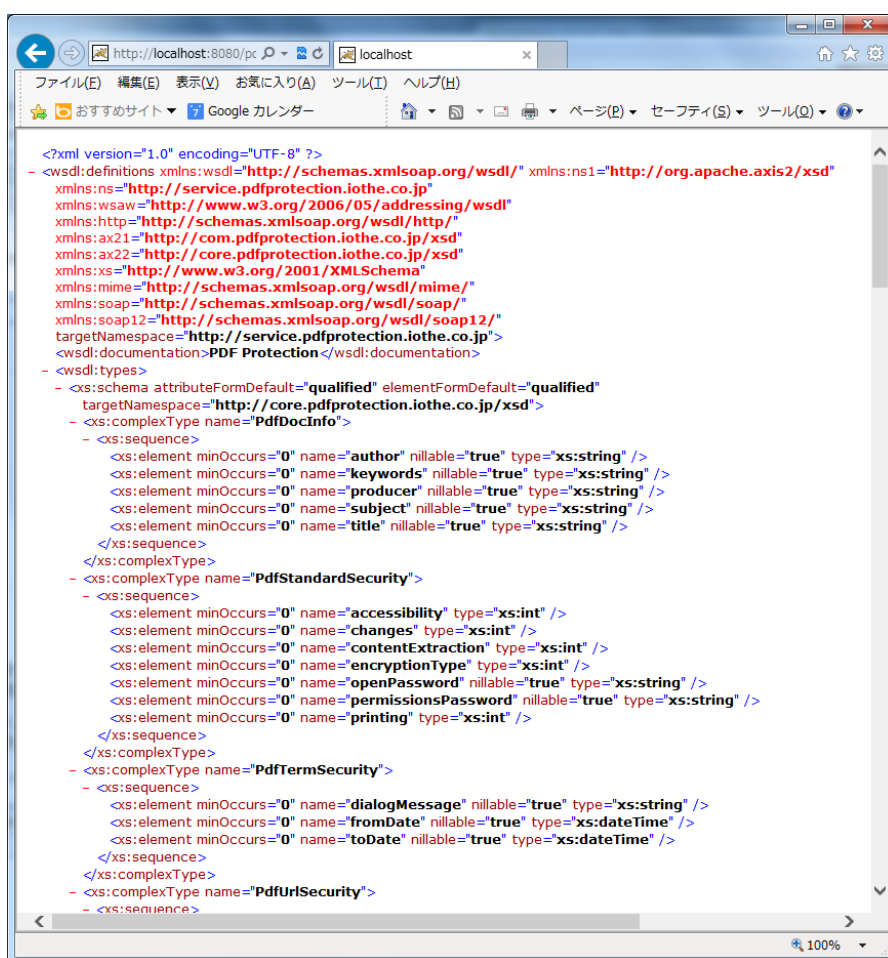 http://localhost:8080/pc
localhost
ファイル(F) 編集(E) 表示(V) お気に入り(A) ツール(T) ヘルプ(H)
おすすめサイト ▼ Google カレンダー ページ(P) セーフティ(S) ツール(O)
<?xml version="1.0" encoding="UTF-8" ?>
- <wsdl:definitions xmlns:wsdl="http://schemas.xmlsoap.org/wsdl/" xmlns:ns1="http://org.apache.axis2/xsd"
xmlns:ns="http://service.pdfprotection.iothe.co.jp"
xmlns:wsaw="http://www.w3.org/2006/05/addressing/wsdl"
xmlns:http="http://schemas.xmlsoap.org/wsdl/http/"
xmlns:ax21="http://com.pdfprotection.iothe.co.jp/xsd"
xmlns:ax22="http://core.pdfprotection.iothe.co.jp/xsd"
xmlns:xs="http://www.w3.org/2001/XMLSchema"
xmlns:mime="http://schemas.xmlsoap.org/wsdl/mime/"
xmlns:soap="http://schemas.xmlsoap.org/wsdl/soap/"
xmlns:soap12="http://schemas.xmlsoap.org/wsdl/soap12/"
targetNamespace="http://service.pdfprotection.iothe.co.jp">
<wsdl:documentation>PDF Protection</wsdl:documentation>
- <wsdl:types>
- <xs:schema attributeFormDefault="qualified" elementFormDefault="qualified"
targetNamespace="http://core.pdfprotection.iothe.co.jp/xsd">
- <xs:complexType name="PdfDocInfo">
- <xs:sequence>
<xs:element minOccurs="0" name="author" nillable="true" type="xs:string" />
<xs:element minOccurs="0" name="keywords" nillable="true" type="xs:string" />
<xs:element minOccurs="0" name="producer" nillable="true" type="xs:string" />
<xs:element minOccurs="0" name="subject" nillable="true" type="xs:string" />
<xs:element minOccurs="0" name="title" nillable="true" type="xs:string" />
</xs:sequence>
</xs:complexType>
- <xs:complexType name="PdfStandardSecurity">
- <xs:sequence>
<xs:element minOccurs="0" name="accessibility" type="xs:int" />
<xs:element minOccurs="0" name="changes" type="xs:int" />
<xs:element minOccurs="0" name="contentExtraction" type="xs:int" />
<xs:element minOccurs="0" name="encryptionType" type="xs:int" />
<xs:element minOccurs="0" name="openPassword" nillable="true" type="xs:string" />
<xs:element minOccurs="0" name="permissionsPassword" nillable="true" type="xs:string" />
<xs:element minOccurs="0" name="printing" type="xs:int" />
</xs:sequence>
</xs:complexType>
- <xs:complexType name="PdfTermSecurity">
- <xs:sequence>
<xs:element minOccurs="0" name="dialogMessage" nillable="true" type="xs:string" />
<xs:element minOccurs="0" name="fromDate" nillable="true" type="xs:dateTime" />
<xs:element minOccurs="0" name="toDate" nillable="true" type="xs:dateTime" />
</xs:sequence>
</xs:complexType>
- <xs:complexType name="PdfUrlSecurity">
- <xs:sequence>
100%